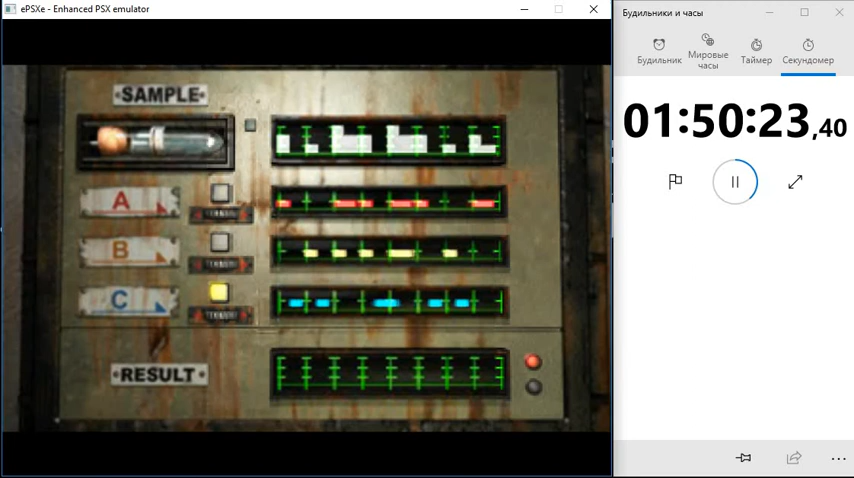 ePSXe - Enhanced PSX emulator
Будильники и часы
Будильник
Мировые
часы
Таймер
Секундомер
01:50:23,40
SAMPLE
A
B
C
RESULT